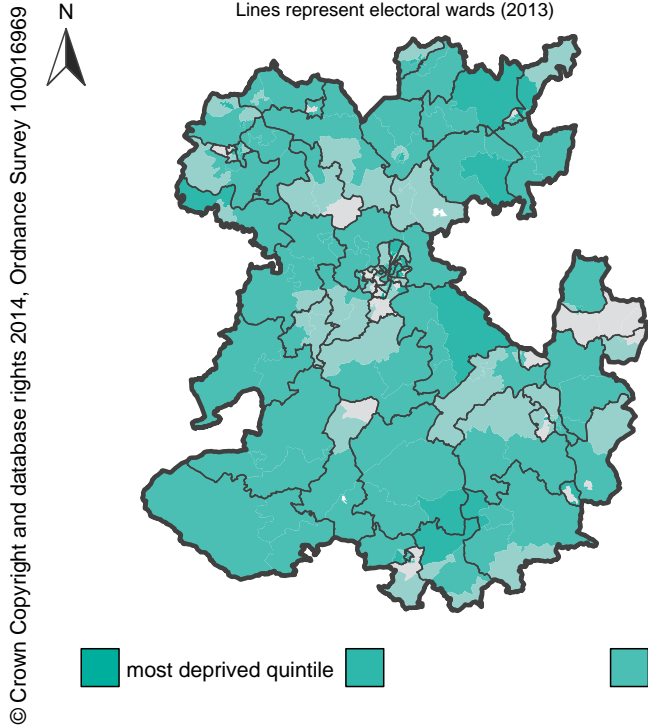 Lines represent electoral wards (2013)
N
© Crown Copyright and database rights 2014, Ordnance Survey 100016969
most deprived quintile